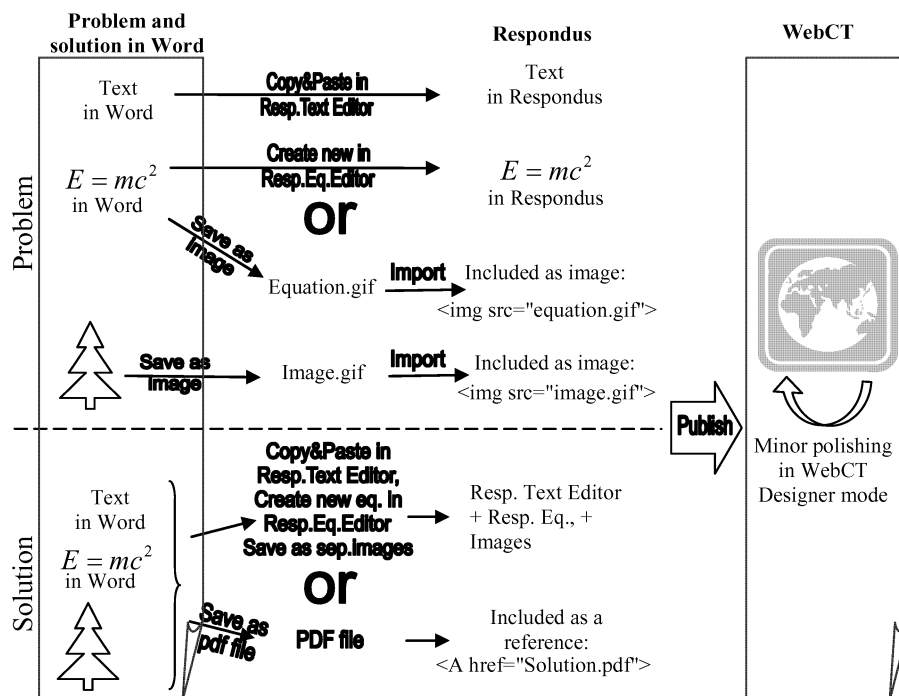 Problem and
solution in Word
Respondus
WebCT
Problem
Text
in Word
Copy&Paste in
Resp.Text Editor
Text
in Respondus
E = mc²
in Word
Create new in
Resp.Eq.Editor
E = mc²
in Respondus
or
Save as
image
Equation.gif
Import
Included as image:
<img src="equation.gif">
Save as
image
Image.gif
Import
Included as image:
<img src="image.gif">
Publish
Minor polishing
in WebCT
Designer mode
Solution
Text
in Word
E = mc²
in Word
Copy&Paste in
Resp.Text Editor,
Create new eq. in
Resp.Eq.Editor
Save as sep.images
Resp. Text Editor
+ Resp. Eq., +
Images
or
Save as
pdf file
PDF file
Included as a
reference:
<A href="Solution.pdf">